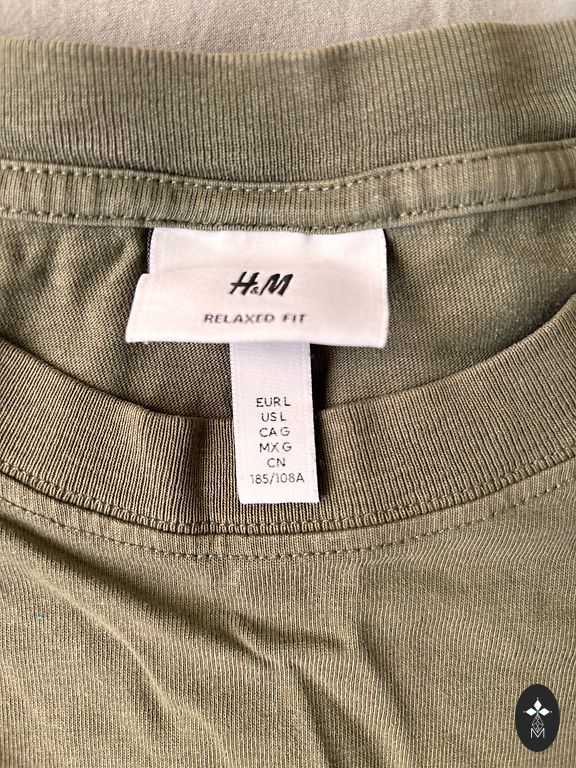 H&M
RELAXED FIT
EUR L
US L
CA G
MX G
CN
185/108A
M